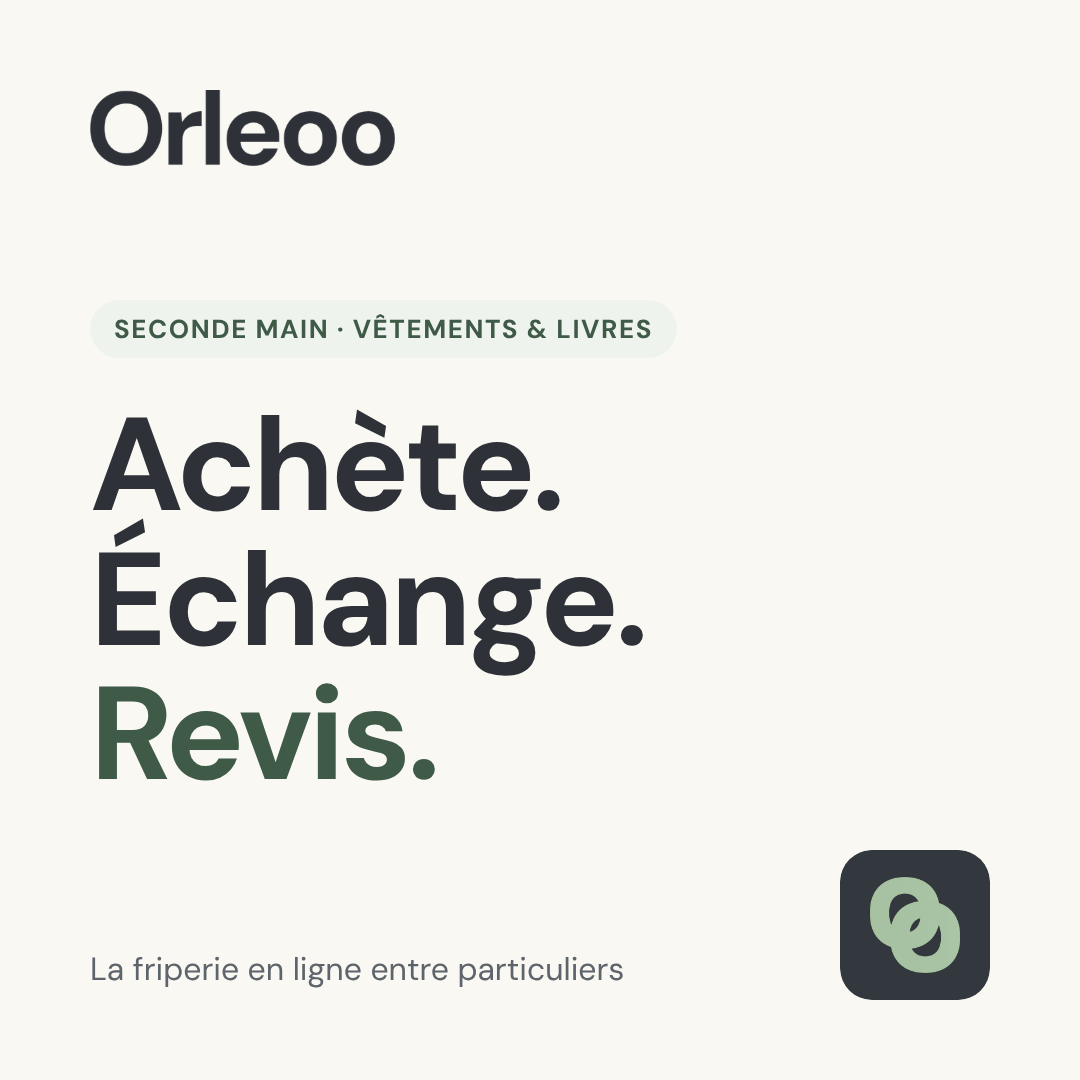 Orleoo
SECONDE MAIN · VÊTEMENTS & LIVRES
Achète.
Échange.
Revis.
La friperie en ligne entre particuliers